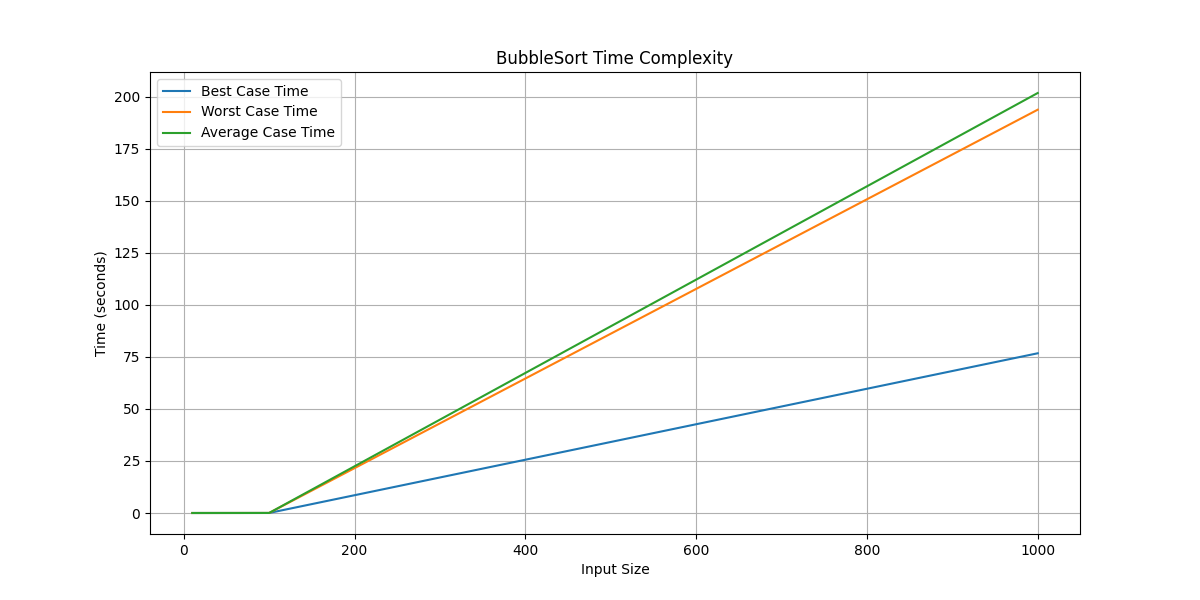 BubbleSort Time Complexity
Best Case Time
Worst Case Time
Average Case Time
200
175
150
125
100
75
50
25
0
Time (seconds)
0 200 400 600 800 1000
Input Size